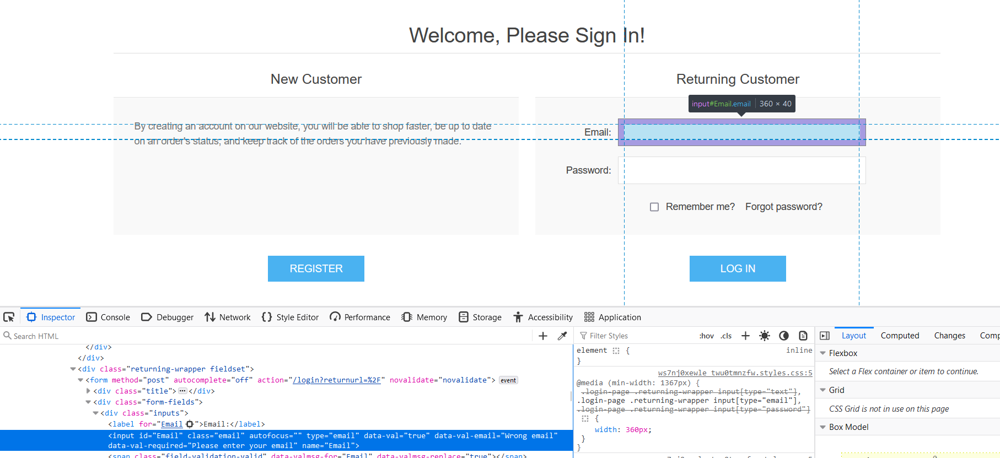 Welcome, Please Sign In!
New Customer
Returning Customer
input#Email.email 360 × 40
By creating an account on our website, you will be able to shop faster, be up to date
on an order's status, and keep track of the orders you have previously made.
Email:
Password:
Remember me? Forgot password?
REGISTER
LOG IN
Inspector Console Debugger Network Style Editor Performance Memory Storage Accessibility Application
Search HTML
Filter Styles :hov .cls
Layout Computed Changes Comp
</div>
</div>
<div class="returning-wrapper fieldset">
<form method="post" autocomplete="off" action="/login?returnurl=%2F" novalidate="novalidate"> event
<div class="title"> ••• </div>
<div class="form-fields">
<div class="inputs">
<label for="Email">Email:</label>
<input id="Email" class="email" autofocus="" type="email" data-val="true" data-val-email="Wrong email"
data-val-required="Please enter your email" name="Email">
<span class="field-validation-valid" data-valmsg-for="Email" data-valmsg-replace="true"></span>
element { inline
}
ws7nj0xewle_twu0tmnzfw.styles.css:5
@media (min-width: 1367px) {
.login-page .returning-wrapper input[type="text"],
.login-page .returning-wrapper input[type="email"],
.login-page .returning-wrapper input[type="password"]
{
width: 360px;
}
}
Flexbox
Select a Flex container or item to continue.
Grid
CSS Grid is not in use on this page
Box Model